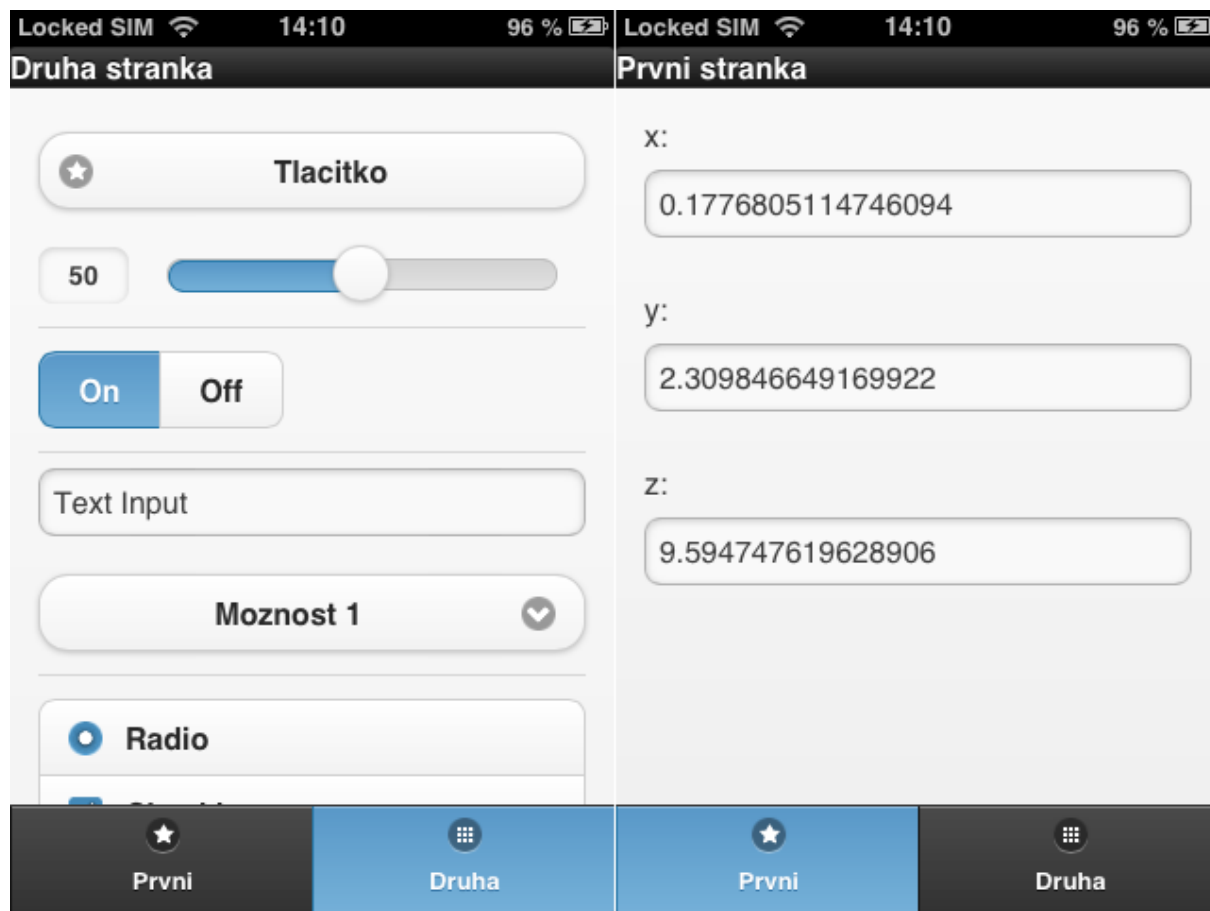 Locked SIM 14:10 96 %
Druha stranka
Tlacitko
50
On Off
Text Input
Moznost 1
Radio
Prvni Druha
Locked SIM 14:10 96 %
Prvni stranka
x:
0.1776805114746094
y:
2.309846649169922
z:
9.594747619628906
Prvni Druha